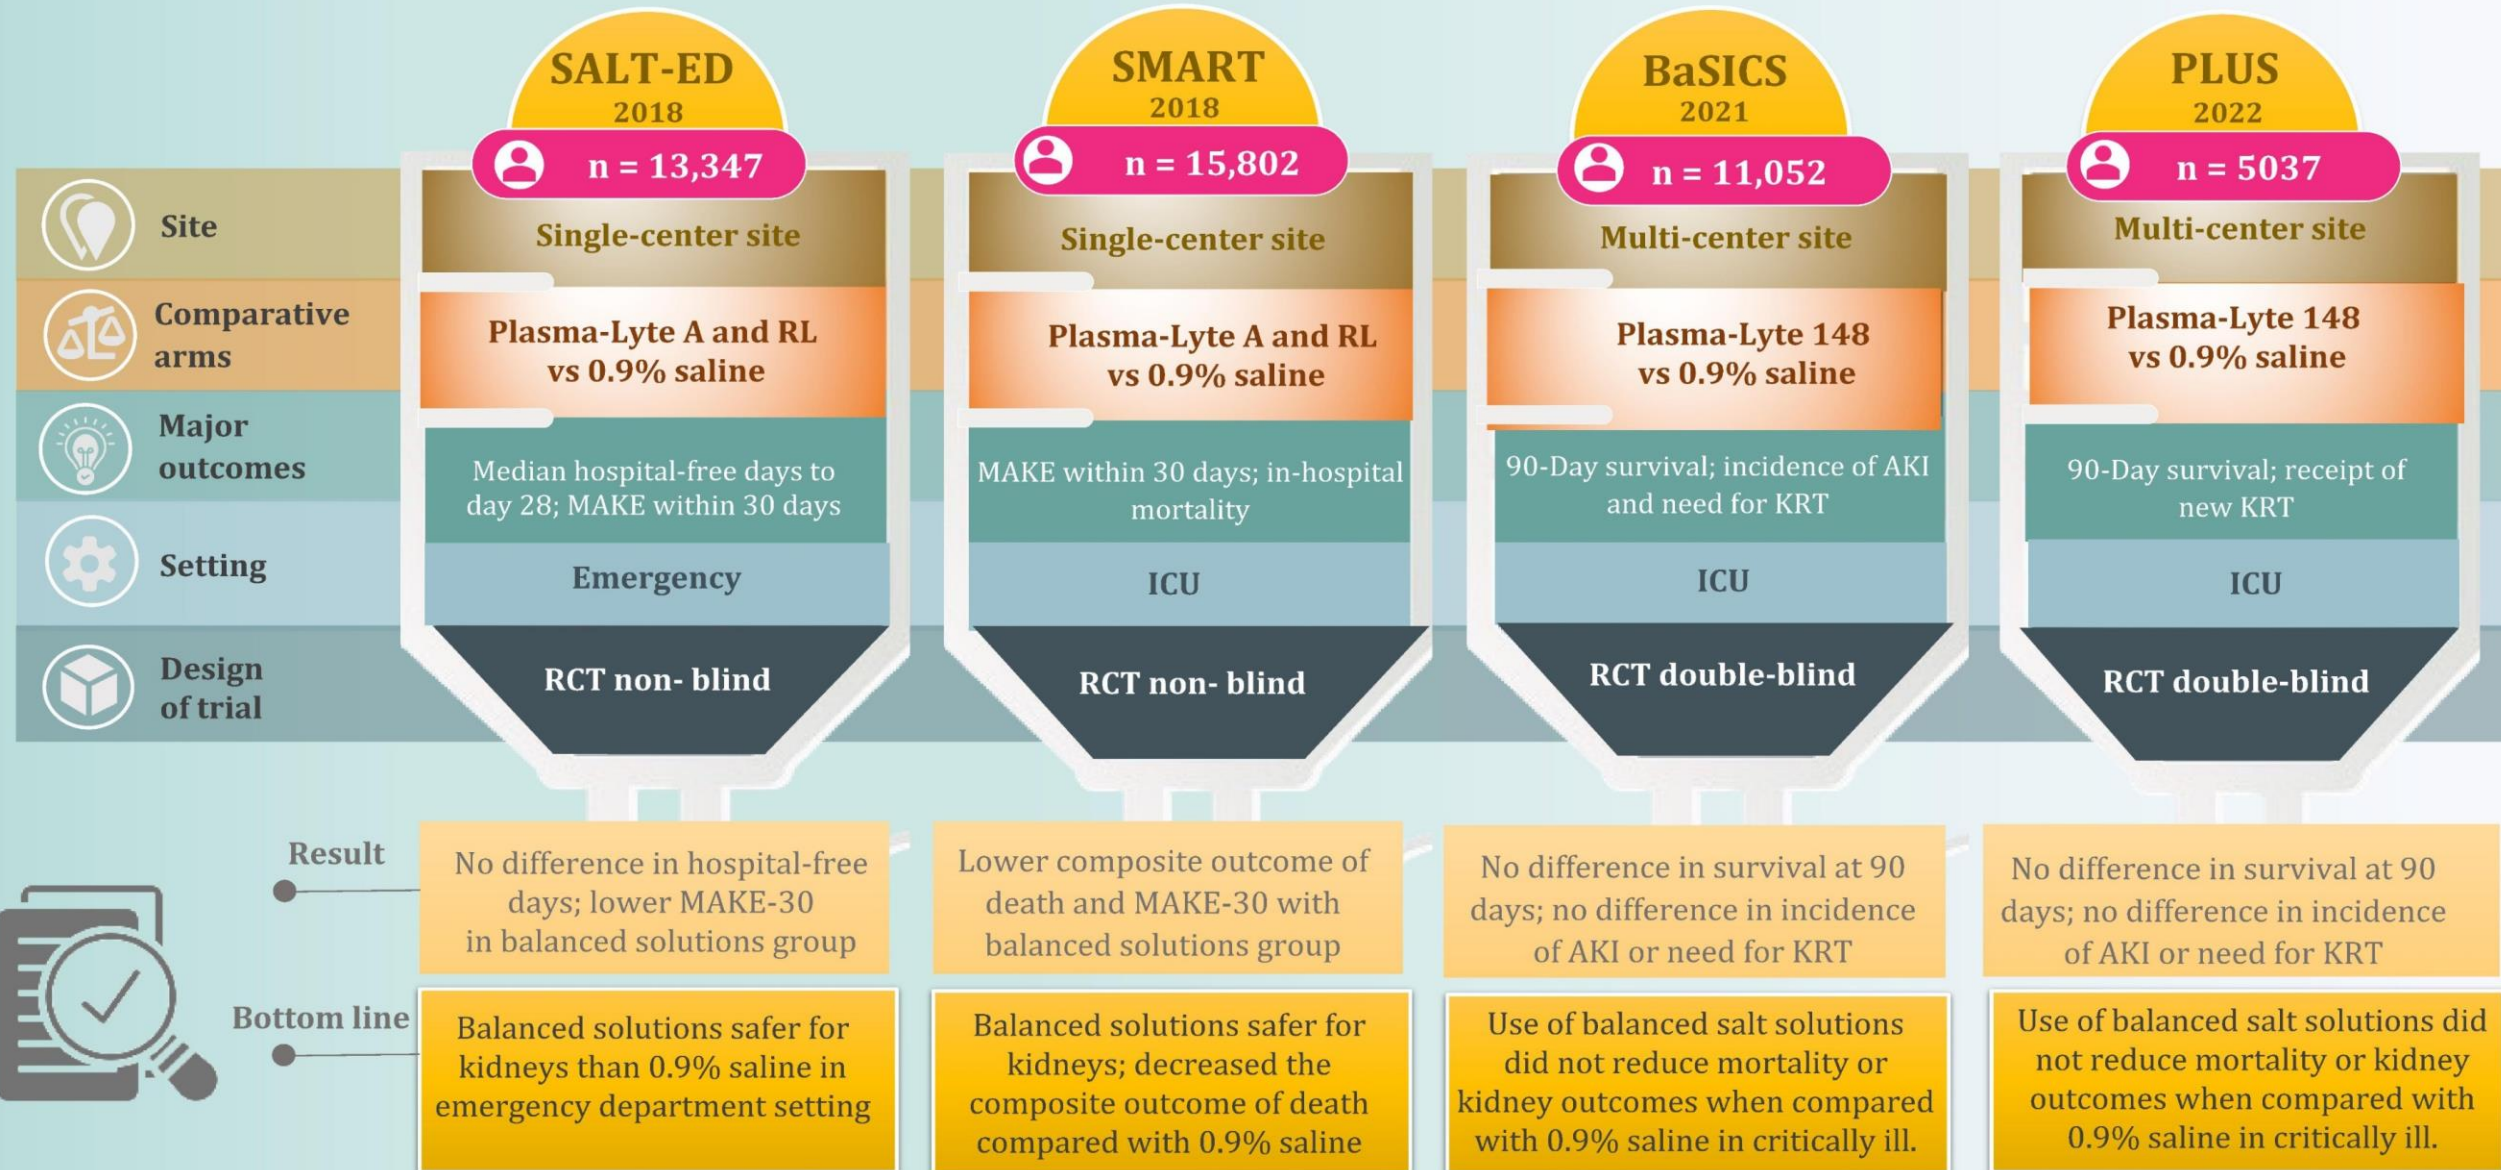 SALT-ED
2018
n = 13,347
SMART
2018
n = 15,802
BaSICS
2021
n = 11,052
PLUS
2022
n = 5037
Site
Single-center site
Single-center site
Multi-center site
Multi-center site
Comparative
arms
Plasma-Lyte A and RL
vs 0.9% saline
Plasma-Lyte A and RL
vs 0.9% saline
Plasma-Lyte 148
vs 0.9% saline
Plasma-Lyte 148
vs 0.9% saline
Major
outcomes
Median hospital-free days to
day 28; MAKE within 30 days
MAKE within 30 days; in-hospital
mortality
90-Day survival; incidence of AKI
and need for KRT
90-Day survival; receipt of
new KRT
Setting
Emergency
ICU
ICU
ICU
Design
of trial
RCT non- blind
RCT non- blind
RCT double-blind
RCT double-blind
Result
No difference in hospital-free
days; lower MAKE-30
in balanced solutions group
Lower composite outcome of
death and MAKE-30 with
balanced solutions group
No difference in survival at 90
days; no difference in incidence
of AKI or need for KRT
No difference in survival at 90
days; no difference in incidence
of AKI or need for KRT
Bottom line
Balanced solutions safer for
kidneys than 0.9% saline in
emergency department setting
Balanced solutions safer for
kidneys; decreased the
composite outcome of death
compared with 0.9% saline
Use of balanced salt solutions
did not reduce mortality or
kidney outcomes when compared
with 0.9% saline in critically ill.
Use of balanced salt solutions did
not reduce mortality or kidney
outcomes when compared with
0.9% saline in critically ill.